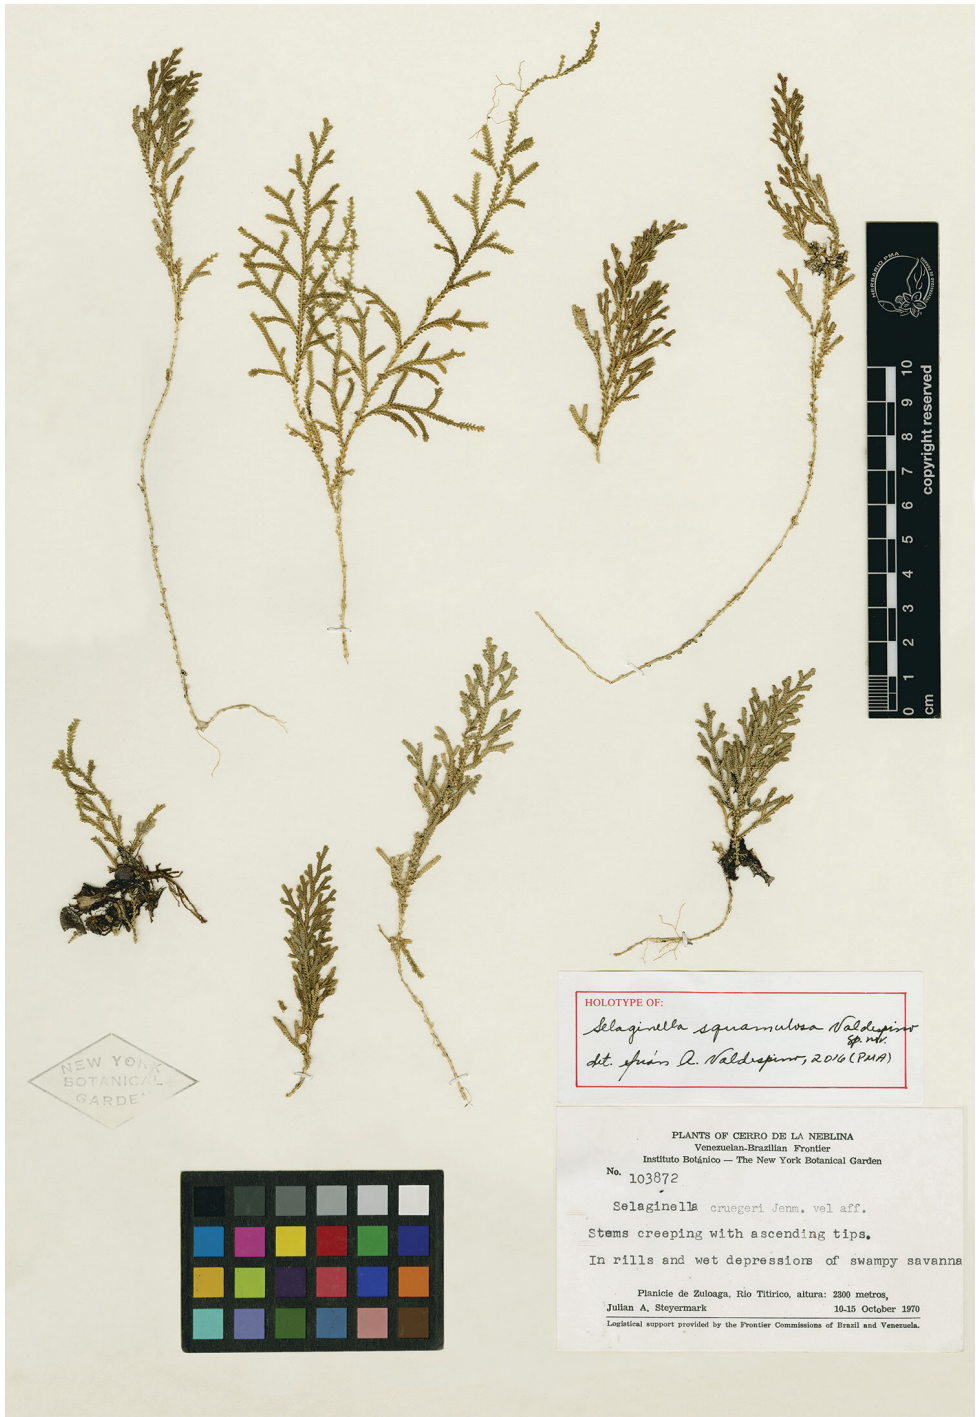 HERBARIO PMA
10
9
8
7
6
5
4
3
2
1
0
cm
copyright reserved
HOLOTYPE OF:
Selaginella squamulosa Valdespino
sp. nov.
det. Iván A. Valdespino, 2016 (PMA)
NEW YORK
BOTANICAL
GARDEN
PLANTS OF CERRO DE LA NEBLINA
Venezuelan-Brazilian Frontier
Instituto Botánico — The New York Botanical Garden
No. 103872
Selaginella cruegeri Jenm. vel aff.
Stems creeping with ascending tips.
In rills and wet depressions of swampy savanna
Planicie de Zuloaga, Rio Titirico, altura: 2300 metros,
Julian A. Steyermark 10-15 October 1970
Logistical support provided by the Frontier Commissions of Brazil and Venezuela.